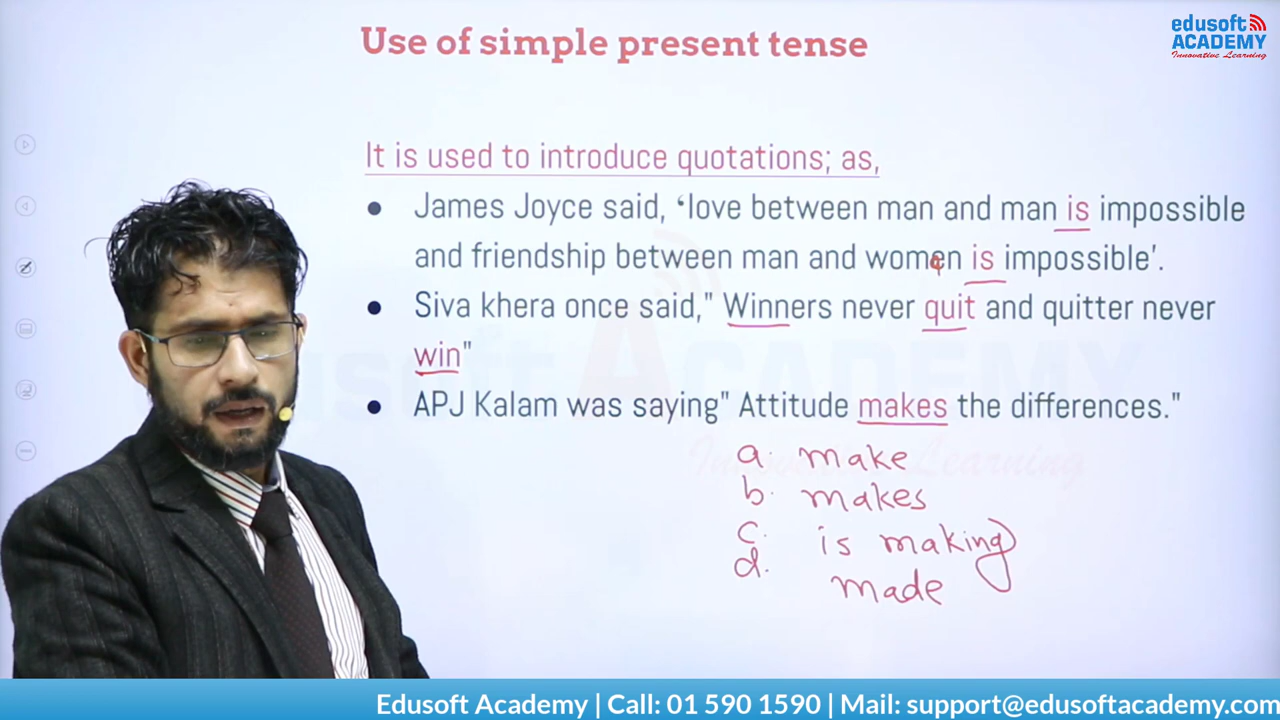 Use of simple present tense
edusoft
ACADEMY
Innovative Learning
It is used to introduce quotations; as,
● James Joyce said, ‘love between man and man is impossible
and friendship between man and women is impossible’.
● Siva khera once said," Winners never quit and quitter never
win"
● APJ Kalam was saying" Attitude makes the differences."
a. make
b. makes
c. is making
d. made
Edusoft Academy | Call: 01 590 1590 | Mail: support@edusoftacademy.com